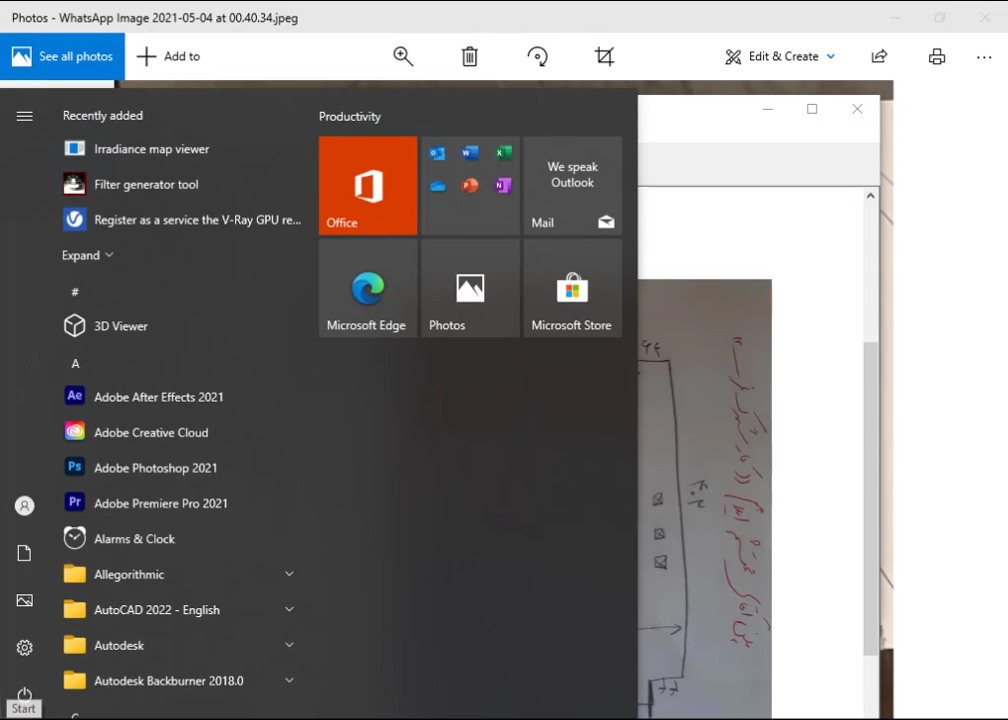 Photos - WhatsApp Image 2021-05-04 at 00.40.34.jpeg
See all photos
Add to
Edit & Create
Recently added
Irradiance map viewer
Filter generator tool
Register as a service the V-Ray GPU re...
Expand
#
3D Viewer
A
Adobe After Effects 2021
Adobe Creative Cloud
Adobe Photoshop 2021
Adobe Premiere Pro 2021
Alarms & Clock
Allegorithmic
AutoCAD 2022 - English
Autodesk
Autodesk Backburner 2018.0
Start
Productivity
Office
We speak
Outlook
Mail
Microsoft Edge
Photos
Microsoft Store